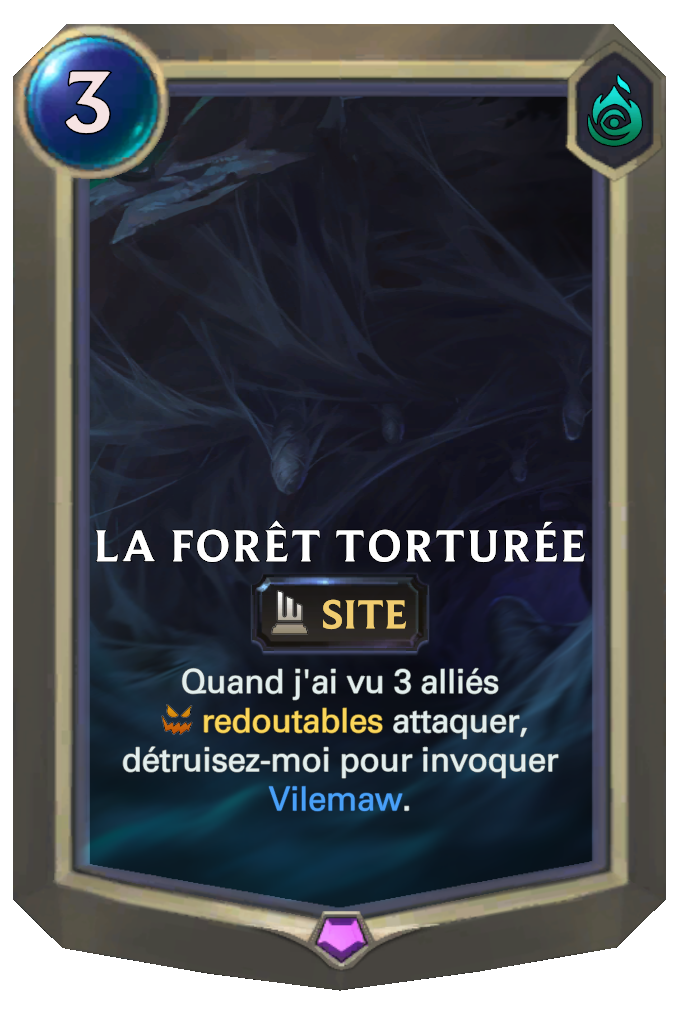 3
LA FORÊT TORTURÉE
SITE
Quand j'ai vu 3 alliés
redoutables attaquer,
détruisez-moi pour invoquer
Vilemaw.